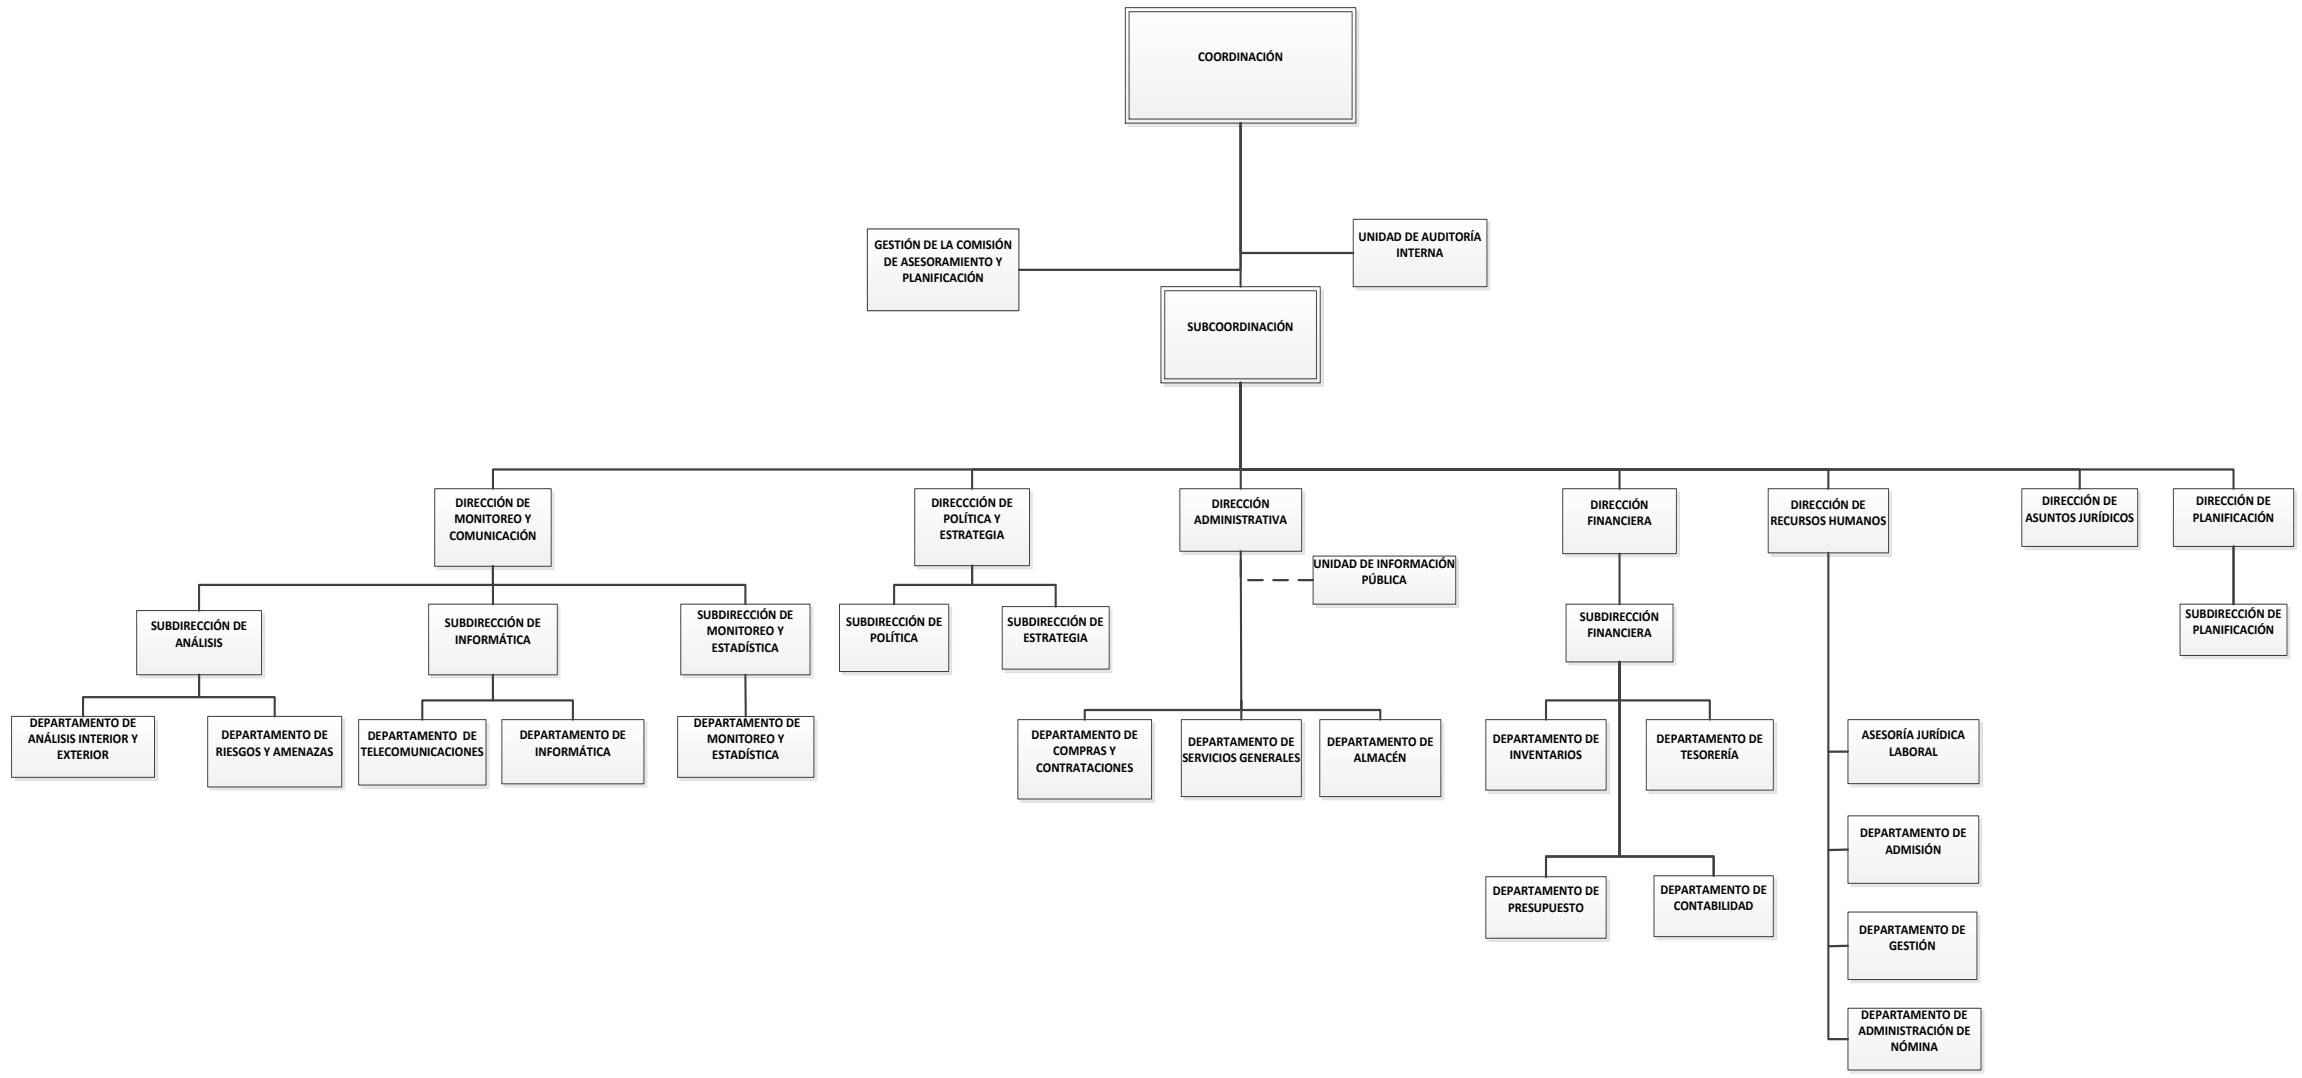 COORDINACIÓN
GESTIÓN DE LA COMISIÓN
DE ASESORAMIENTO Y
PLANIFICACIÓN
UNIDAD DE AUDITORÍA
INTERNA
SUBCOORDINACIÓN
DIRECCIÓN DE
MONITOREO Y
COMUNICACIÓN
DIRECCCIÓN DE
POLÍTICA Y
ESTRATEGIA
DIRECCIÓN
ADMINISTRATIVA
DIRECCIÓN
FINANCIERA
DIRECCIÓN DE
RECURSOS HUMANOS
DIRECCIÓN DE
ASUNTOS JURÍDICOS
DIRECCIÓN DE
PLANIFICACIÓN
UNIDAD DE INFORMACIÓN
PÚBLICA
SUBDIRECCIÓN DE
ANÁLISIS
SUBDIRECCIÓN DE
INFORMÁTICA
SUBDIRECCIÓN DE
MONITOREO Y
ESTADÍSTICA
SUBDIRECCIÓN DE
POLÍTICA
SUBDIRECCIÓN DE
ESTRATEGIA
SUBDIRECCIÓN
FINANCIERA
SUBDIRECCIÓN DE
PLANIFICACIÓN
DEPARTAMENTO DE
ANÁLISIS INTERIOR Y
EXTERIOR
DEPARTAMENTO DE
RIESGOS Y AMENAZAS
DEPARTAMENTO  DE
TELECOMUNICACIONES
DEPARTAMENTO DE
INFORMÁTICA
DEPARTAMENTO DE
MONITOREO Y
ESTADÍSTICA
DEPARTAMENTO DE
COMPRAS Y
CONTRATACIONES
DEPARTAMENTO DE
SERVICIOS GENERALES
DEPARTAMENTO DE
ALMACÉN
DEPARTAMENTO DE
INVENTARIOS
DEPARTAMENTO DE
TESORERÍA
ASESORÍA JURÍDICA
LABORAL
DEPARTAMENTO DE
ADMISIÓN
DEPARTAMENTO DE
PRESUPUESTO
DEPARTAMENTO DE
CONTABILIDAD
DEPARTAMENTO DE
GESTIÓN
DEPARTAMENTO DE
ADMINISTRACIÓN DE
NÓMINA